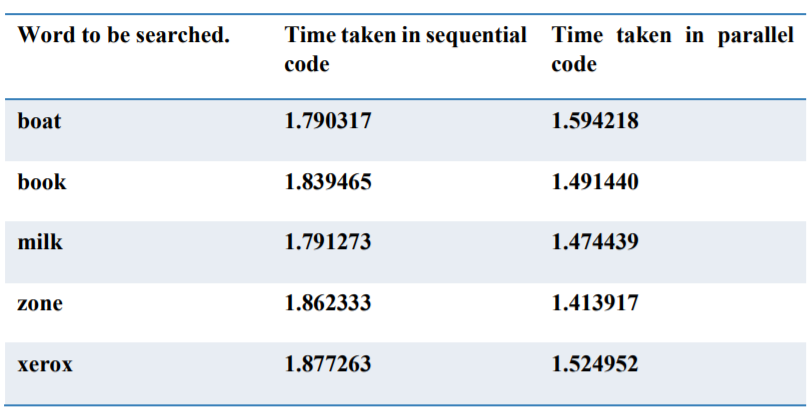 Word to be searched. Time taken in sequential code Time taken in parallel code
boat 1.790317 1.594218
book 1.839465 1.491440
milk 1.791273 1.474439
zone 1.862333 1.413917
xerox 1.877263 1.524952